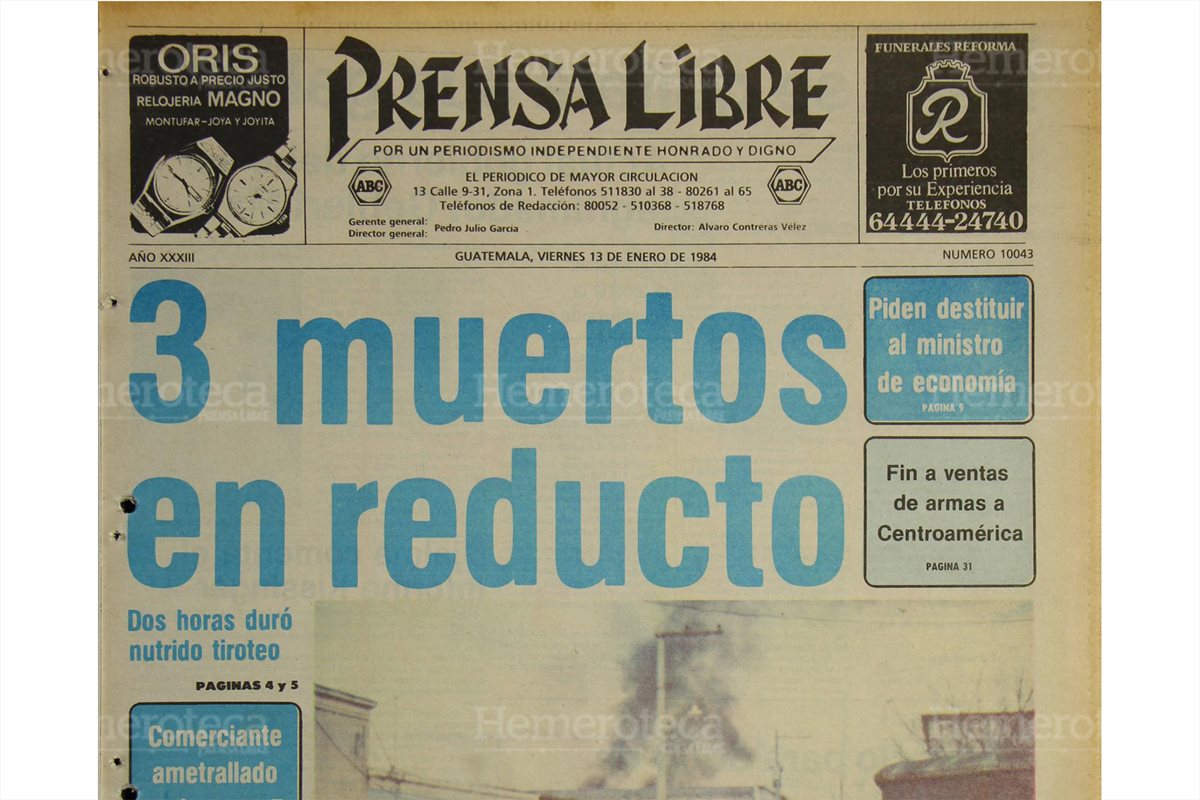 ORIS
ROBUSTO A PRECIO JUSTO
RELOJERIA MAGNO
MONTUFAR-JOYA Y JOYITA
PRENSA LIBRE
POR UN PERIODISMO INDEPENDIENTE HONRADO Y DIGNO
ABC
EL PERIODICO DE MAYOR CIRCULACION
13 Calle 9-31, Zona 1. Teléfonos 511830 al 38 - 80261 al 65
Teléfonos de Redacción: 80052 - 510368 - 518768
ABC
Gerente general:
Director general: Pedro Julio García
Director: Alvaro Contreras Vélez
FUNERALES REFORMA
R
Los primeros
por su Experiencia
TELEFONOS
64444-24740
AÑO XXXIII
GUATEMALA, VIERNES 13 DE ENERO DE 1984
NUMERO 10043
3 muertos
en reducto
Piden destituir
al ministro
de economía
PAGINA 9
Fin a ventas
de armas a
Centroamérica
PAGINA 31
Dos horas duró
nutrido tiroteo
PAGINAS 4 y 5
Comerciante
ametrallado
Hemeroteca
PRENSA LIBRE